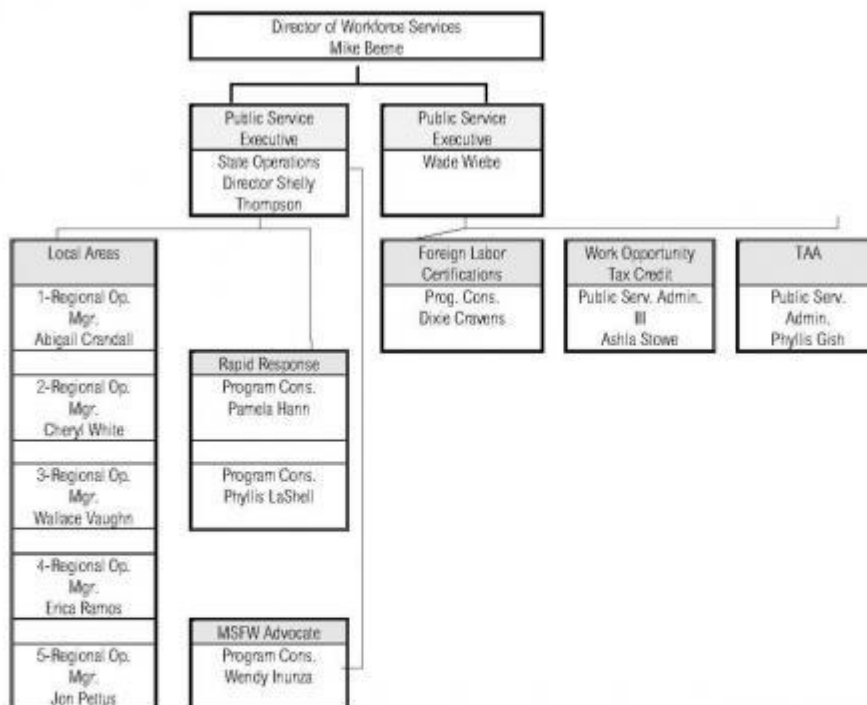 Director of Workforce Services
Mike Beene
Public Service
Executive
State Operations
Director Shelly
Thompson
Public Service
Executive
Wade Wiebe
Local Areas
1-Regional Op.
Mgr.
Abigail Crandall
2-Regional Op.
Mgr.
Cheryl White
3-Regional Op.
Mgr.
Wallace Vaughn
4-Regional Op.
Mgr.
Erica Ramos
5-Regional Op.
Mgr.
Jon Pettus
Rapid Response
Program Cons.
Pamela Hann
Program Cons.
Phyllis LaShell
MSFW Advocate
Program Cons.
Wendy
Foreign Labor
Certifications
Prog. Cons.
Dixie Cravens
Work Opportunity
Tax Credit
Public Serv. Admin.
III
Ashla Stowe
TAA
Public Serv.
Admin.
Phyllis Gish